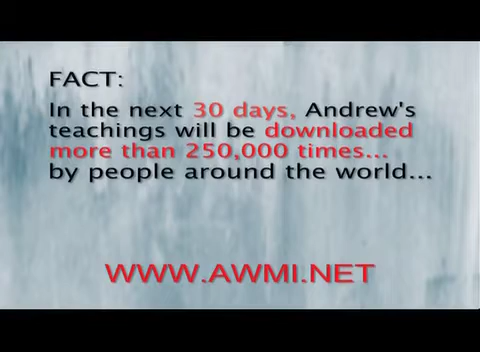 FACT:
In the next 30 days, Andrew's
teachings will be downloaded
more than 250,000 times...
by people around the world...
WWW.AWMI.NET